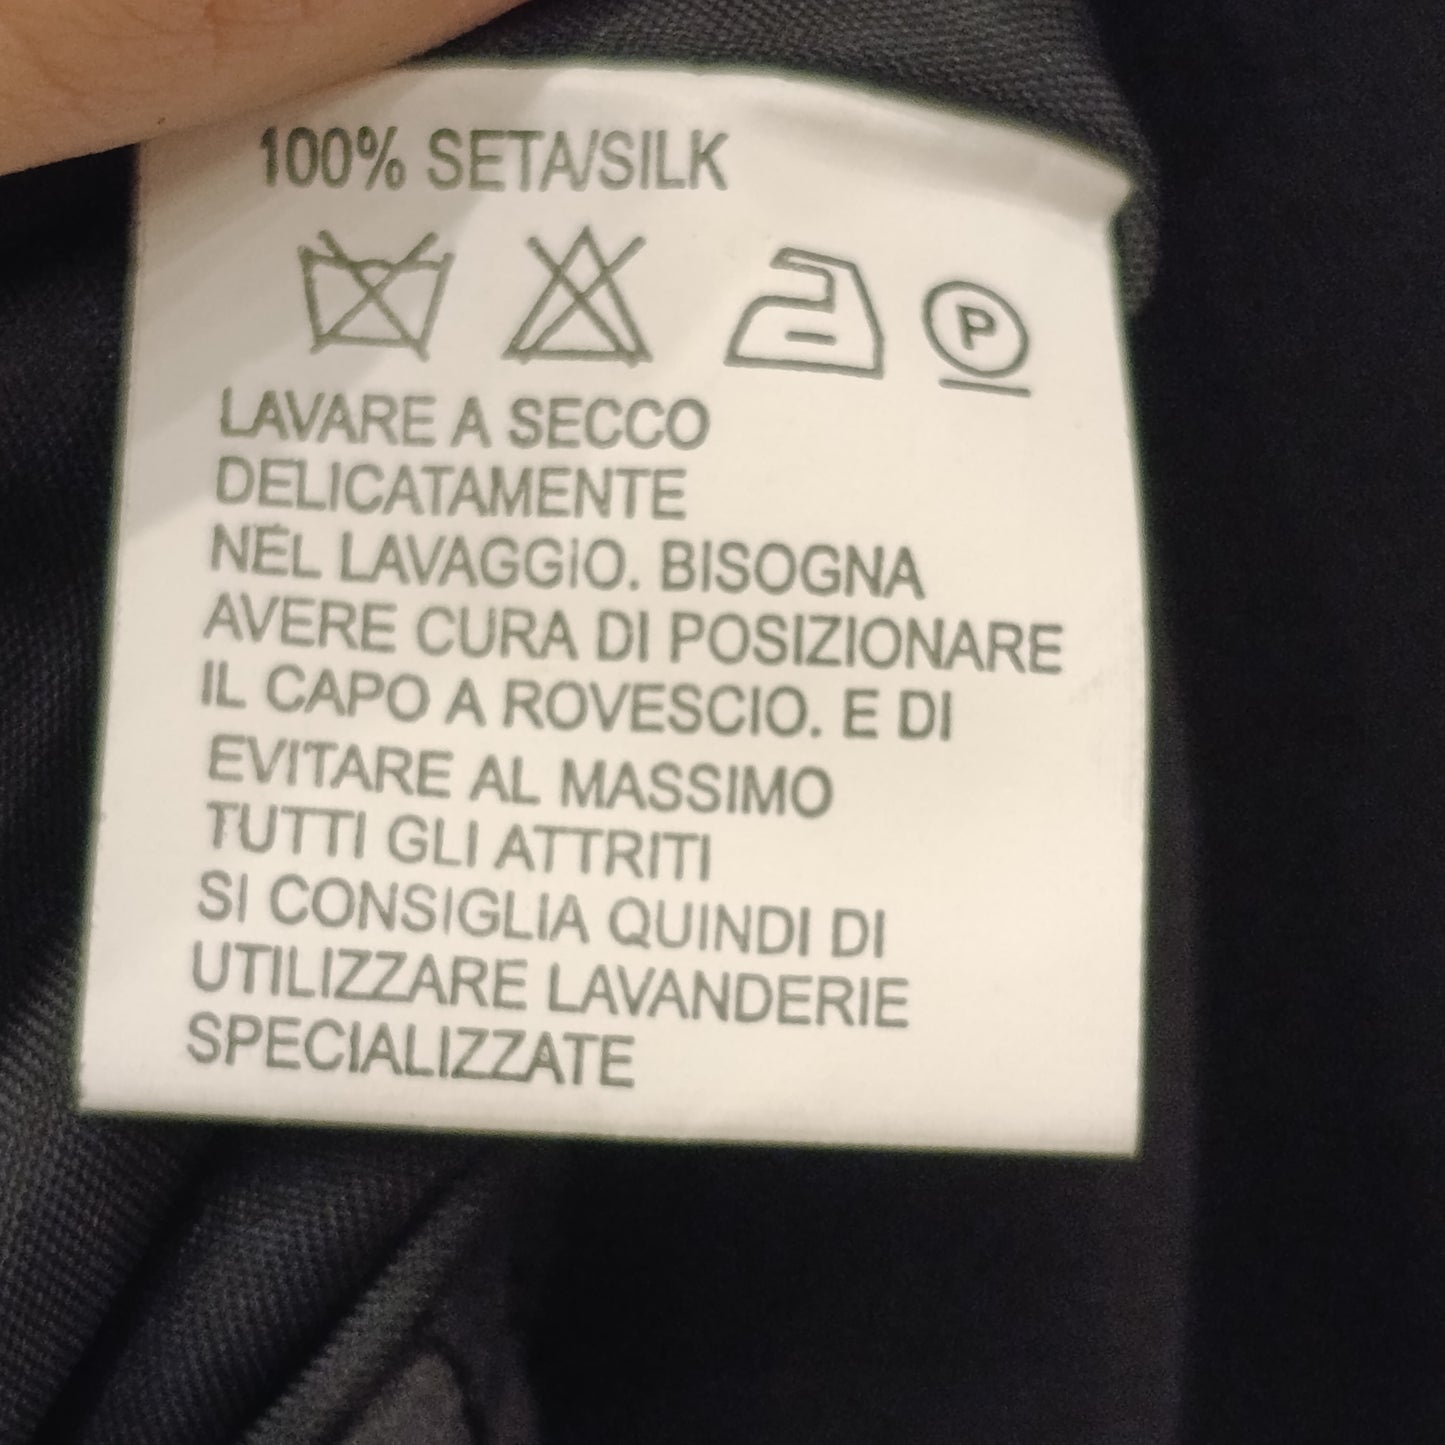 100% SETA/SILK
P
LAVARE A SECCO
DELICATAMENTE
NEL LAVAGGIO. BISOGNA
AVERE CURA DI POSIZIONARE
IL CAPO A ROVESCIO. E DI
EVITARE AL MASSIMO
TUTTI GLI ATTRITI
SI CONSIGLIA QUINDI DI
UTILIZZARE LAVANDERIE
SPECIALIZZATE